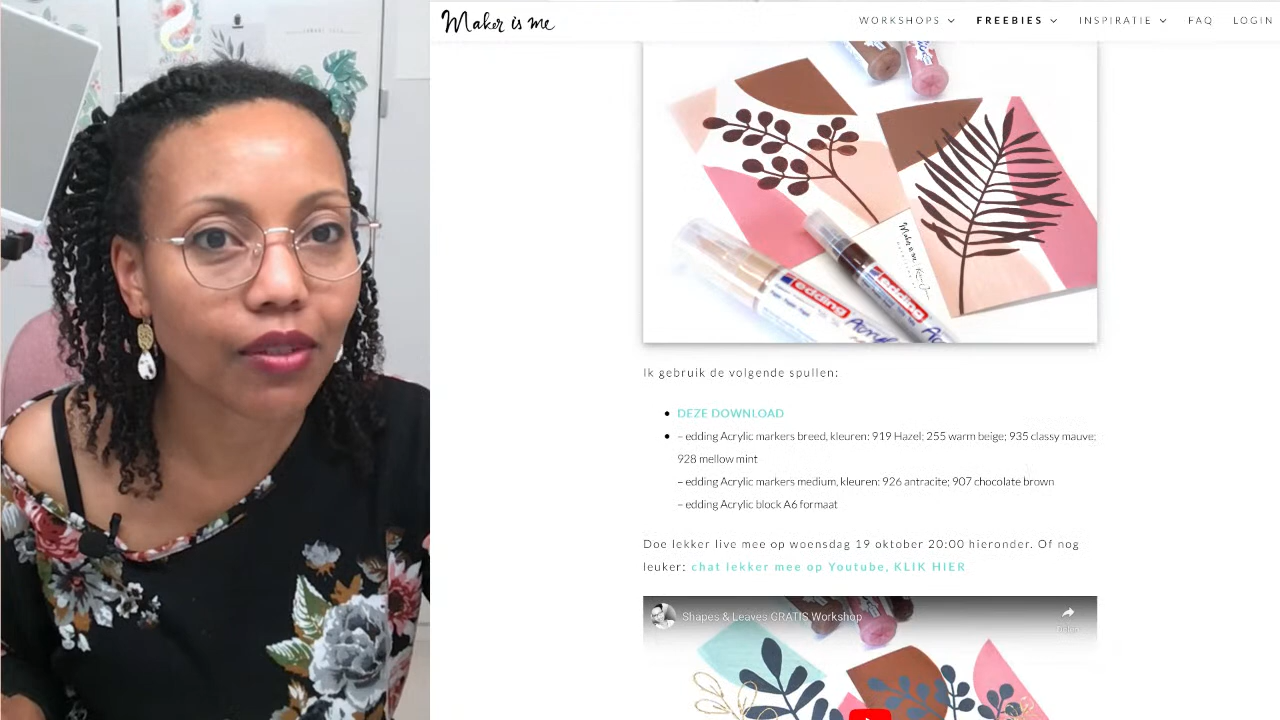 Maker is me
WORKSHOPS FREEBIES INSPIRATIE FAQ LOGIN
Maker is me
edding
edding
Ik gebruik de volgende spullen:
• DEZE DOWNLOAD
• – edding Acrylic markers breed, kleuren: 919 Hazel; 255 warm beige; 935 classy mauve;
928 mellow mint
– edding Acrylic markers medium, kleuren: 926 antracite; 907 chocolate brown
– edding Acrylic block A6 formaat
Doe lekker live mee op woensdag 19 oktober 20:00 hieronder. Of nog
leuker: chat lekker mee op Youtube, KLIK HIER
Shapes & Leaves GRATIS Workshop